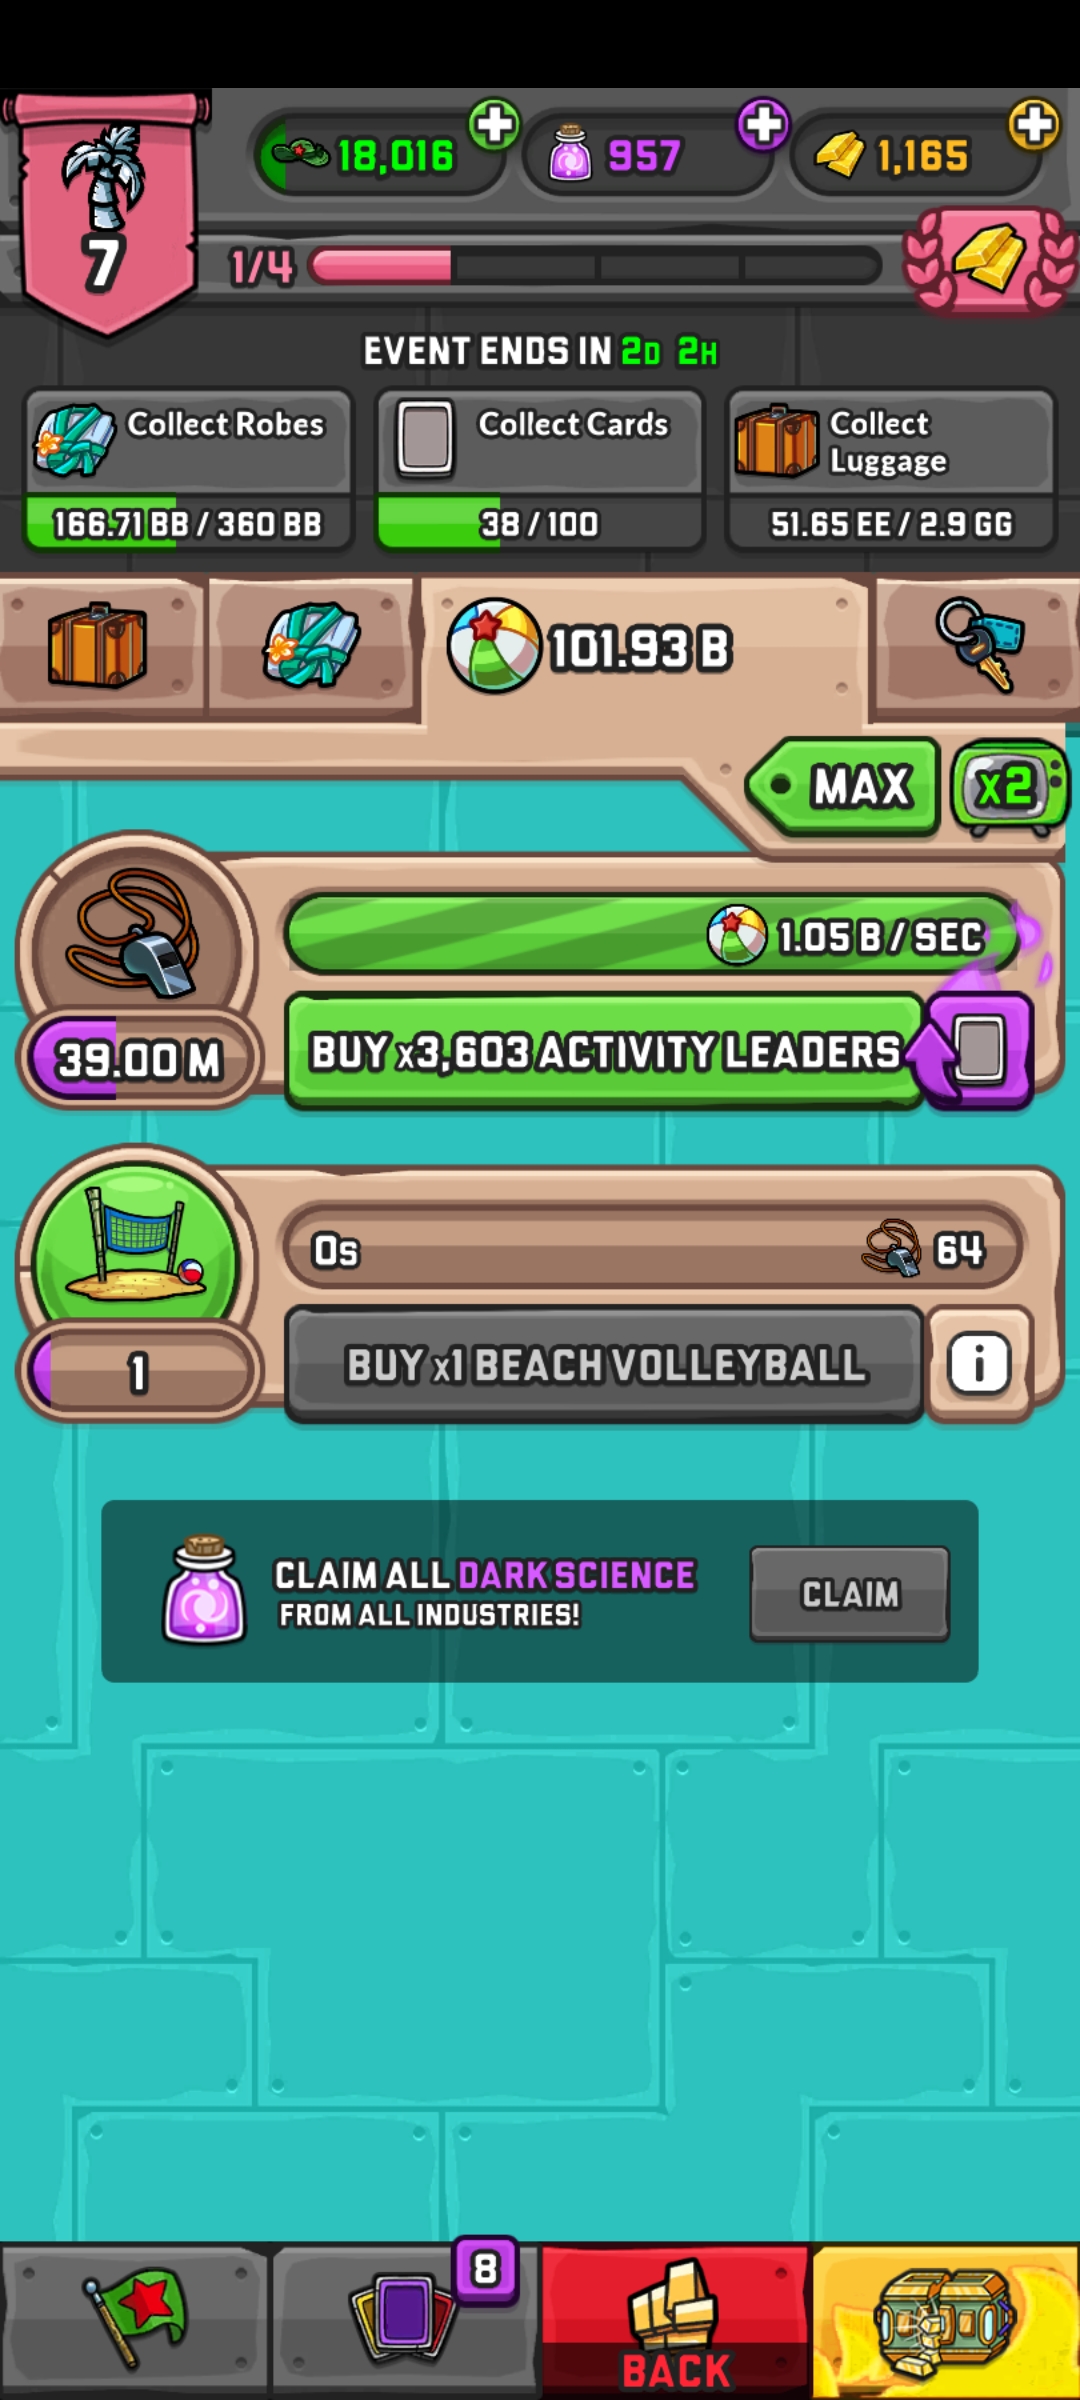 18,016
957
1,165
7
1/4
EVENT ENDS IN 2D 2H
Collect Robes
166.71 BB / 360 BB
Collect Cards
38 / 100
Collect
Luggage
51.65 EE / 2.9 GG
101.93 B
MAX
x2
1.05 B / SEC
39.00 M
BUY x3,603 ACTIVITY LEADERS
0s
64
1
BUY x1 BEACH VOLLEYBALL
i
CLAIM ALL DARK SCIENCE
FROM ALL INDUSTRIES!
CLAIM
8
BACK